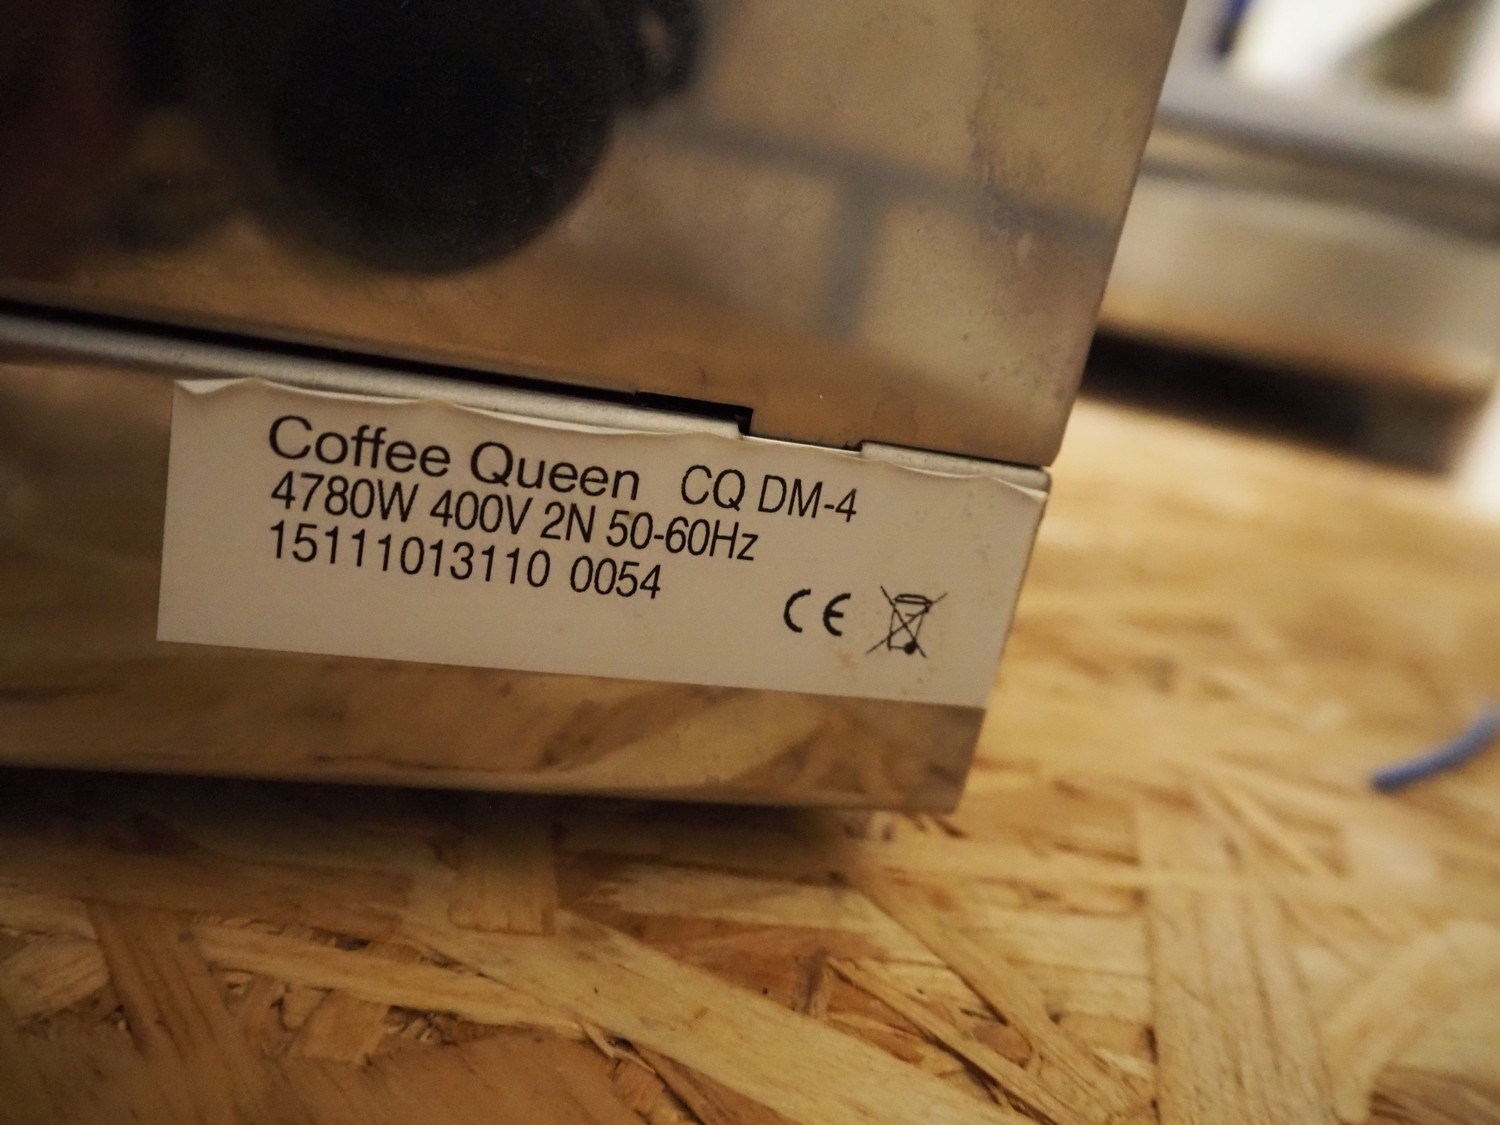 Coffee Queen CQ DM-4
4780W 400V 2N 50-60Hz
15111013110 0054
CE